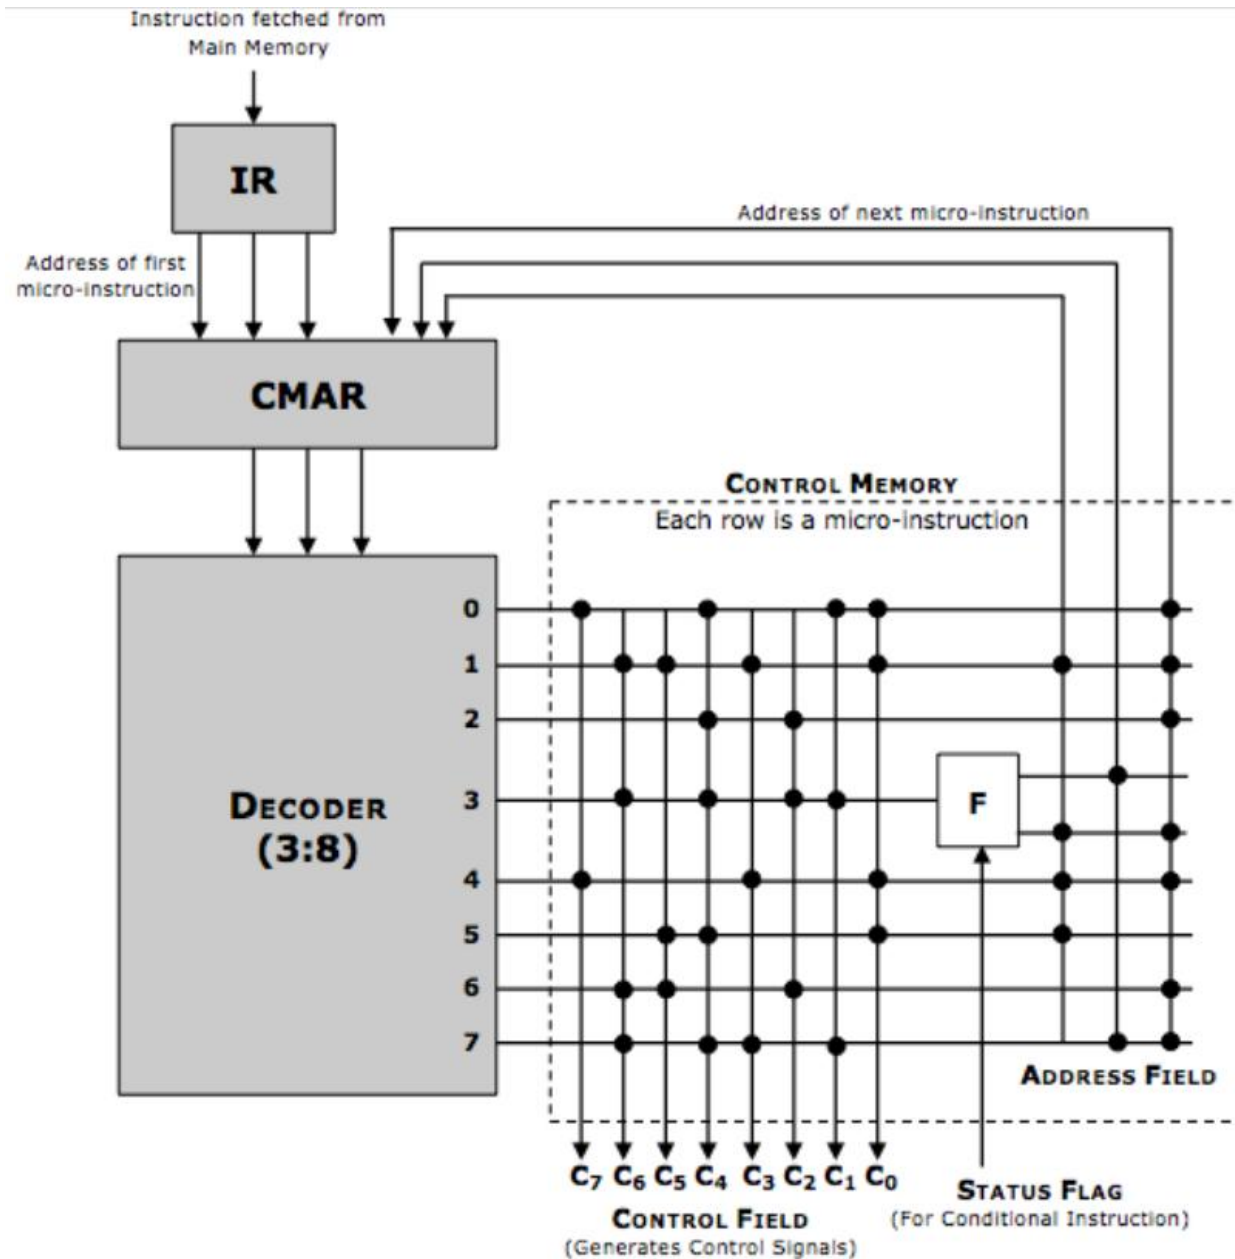 Instruction fetched from
Main Memory
IR
Address of next micro-instruction
Address of first
micro-instruction
CMAR
CONTROL MEMORY
Each row is a micro-instruction
0
1
2
DECODER
(3:8)
3
F
4
5
6
7
ADDRESS FIELD
C7 C6 C5 C4 C3 C2 C1 C0
CONTROL FIELD
(Generates Control Signals)
STATUS FLAG
(For Conditional Instruction)